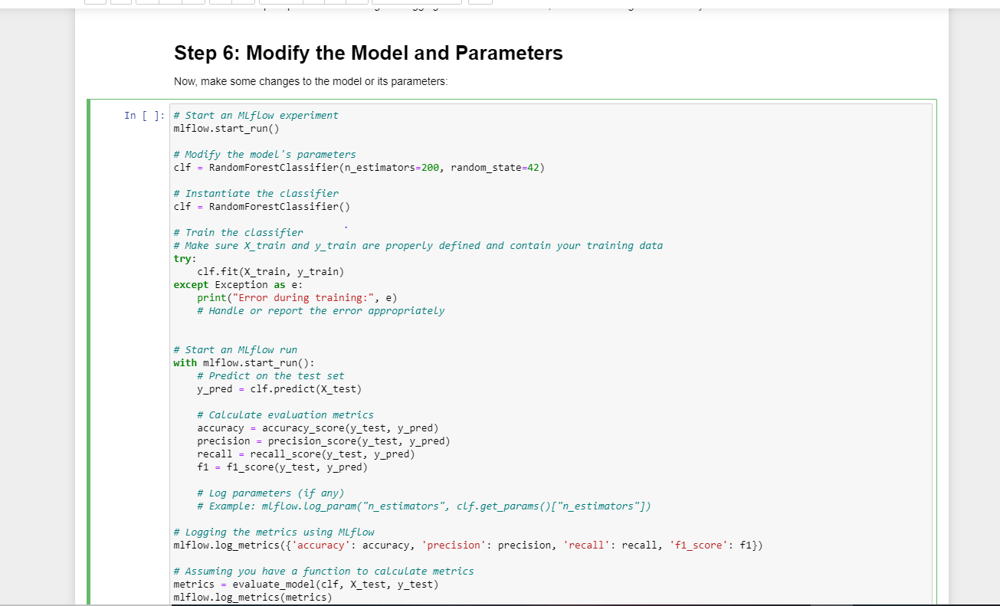 Step 6: Modify the Model and Parameters
Now, make some changes to the model or its parameters:
In [ ]:
# Start an MLflow experiment
mlflow.start_run()
# Modify the model's parameters
clf = RandomForestClassifier(n_estimators=200, random_state=42)
# Instantiate the classifier
clf = RandomForestClassifier()
# Train the classifier
# Make sure X_train and y_train are properly defined and contain your training data
try:
    clf.fit(X_train, y_train)
except Exception as e:
    print("Error during training:", e)
    # Handle or report the error appropriately
# Start an MLflow run
with mlflow.start_run():
    # Predict on the test set
    y_pred = clf.predict(X_test)
    # Calculate evaluation metrics
    accuracy = accuracy_score(y_test, y_pred)
    precision = precision_score(y_test, y_pred)
    recall = recall_score(y_test, y_pred)
    f1 = f1_score(y_test, y_pred)
    # Log parameters (if any)
    # Example: mlflow.log_param("n_estimators", clf.get_params()["n_estimators"])
# Logging the metrics using MLflow
mlflow.log_metrics({'accuracy': accuracy, 'precision': precision, 'recall': recall, 'f1_score': f1})
# Assuming you have a function to calculate metrics
metrics = evaluate_model(clf, X_test, y_test)
mlflow.log_metrics(metrics)